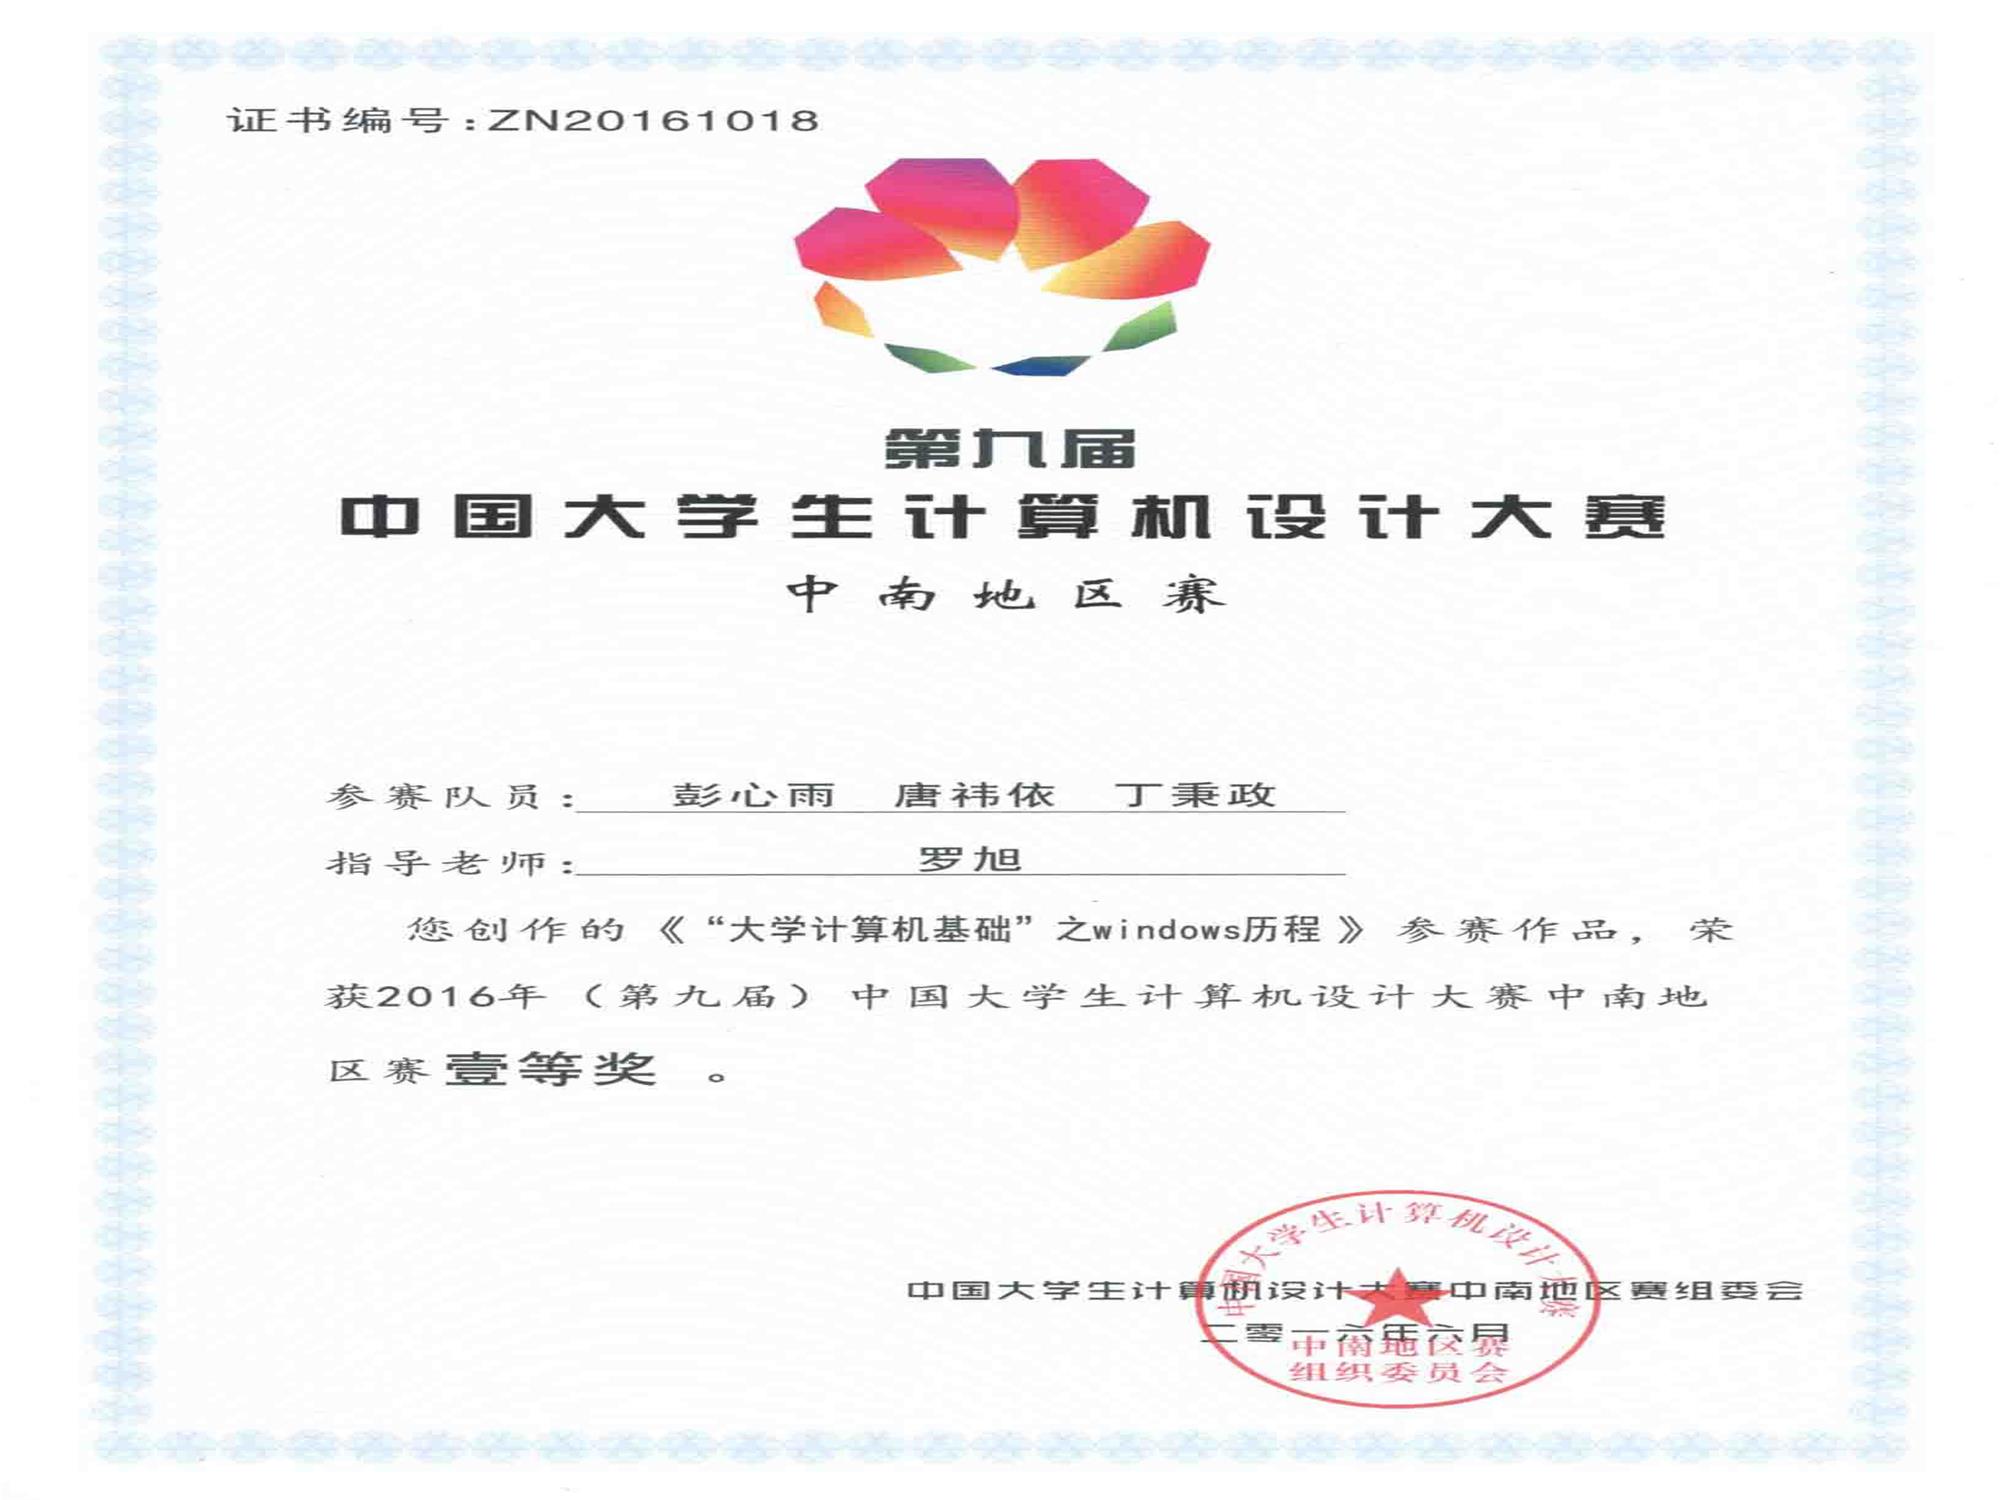 证书编号:ZN20161018
第九届
中国大学生计算机设计大赛
中南地区赛
参赛队员: 彭心雨 唐祎依 丁秉政
指导老师: 罗旭
您创作的《“大学计算机基础”之windows历程》参赛作品，荣
获2016年（第九届）中国大学生计算机设计大赛中南地
区赛壹等奖。
中国大学生计算机设计大赛中南地区赛组委会
二零一六年六月
中国大学生计算机设计大赛
中南地区赛
组织委员会